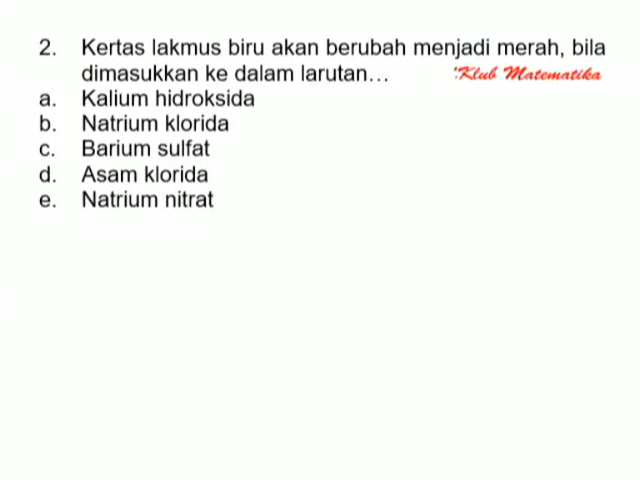 2. Kertas lakmus biru akan berubah menjadi merah, bila
dimasukkan ke dalam larutan... Klub Matematika
a. Kalium hidroksida
b. Natrium klorida
c. Barium sulfat
d. Asam klorida
e. Natrium nitrat